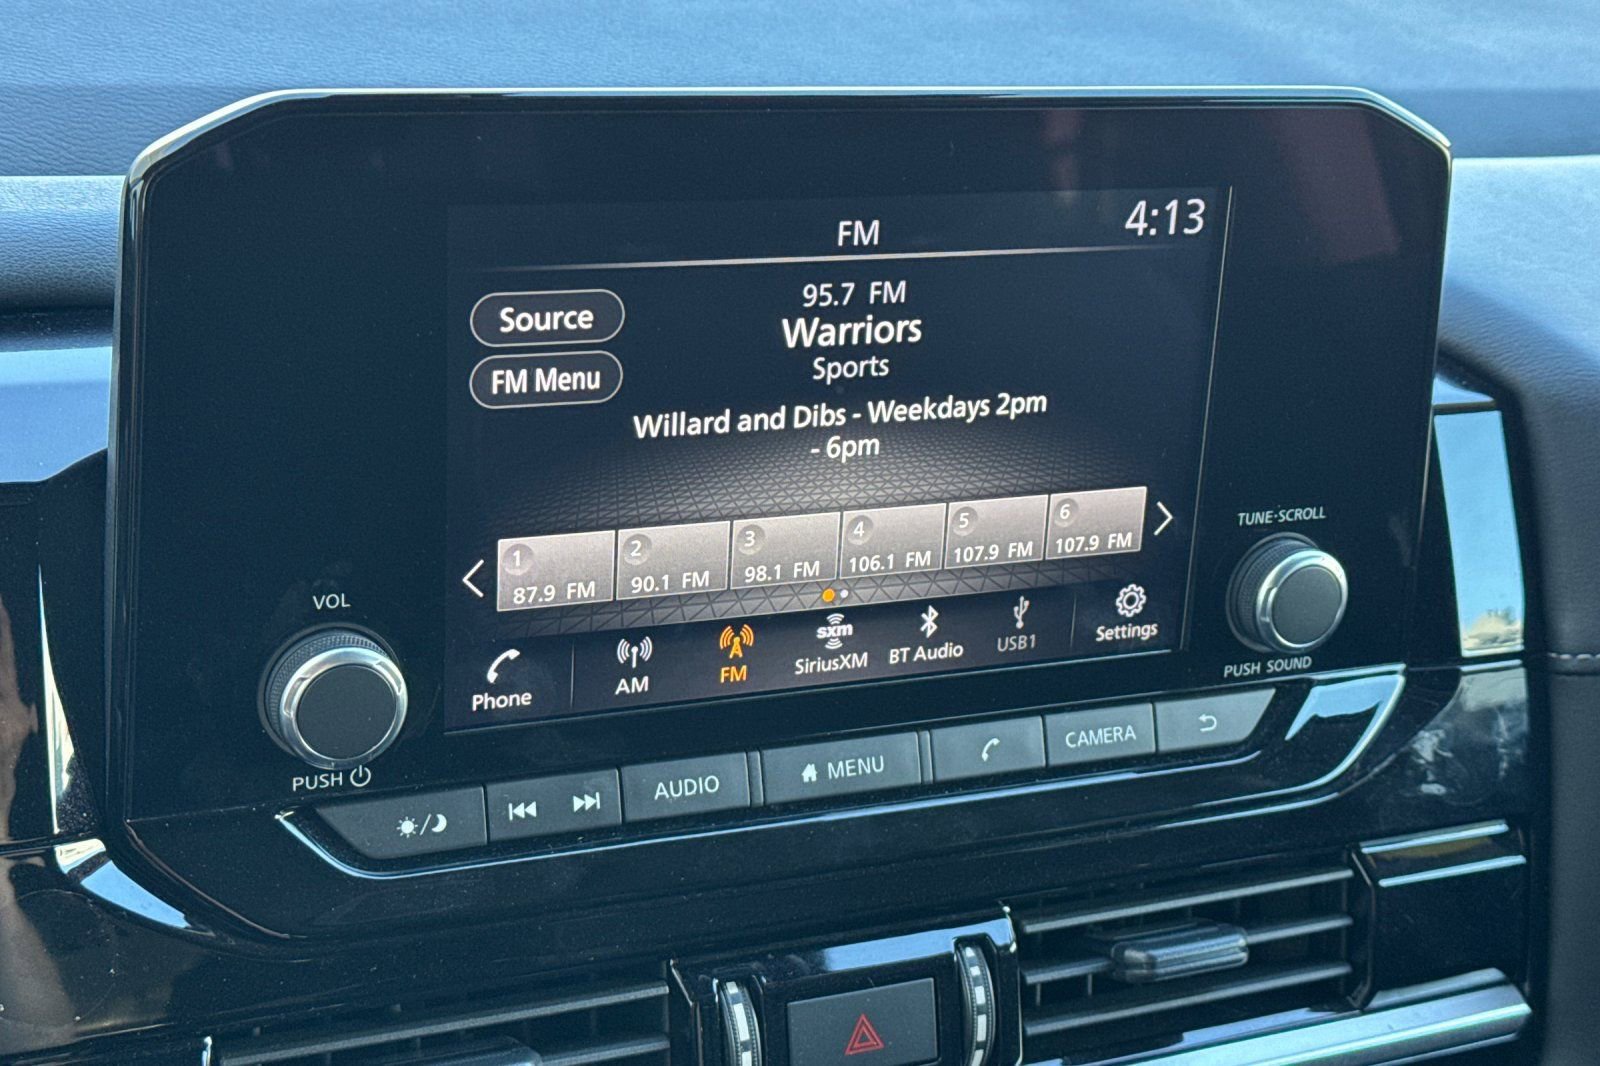 FM
4:13
95.7 FM
Source
Warriors
Sports
FM Menu
Willard and Dibs - Weekdays 2pm
- 6pm
1
87.9 FM
2
90.1 FM
3
98.1 FM
4
106.1 FM
5
107.9 FM
6
107.9 FM
Phone
AM
FM
sxm
SiriusXM
BT Audio
USB1
Settings
VOL
PUSH
TUNE·SCROLL
PUSH SOUND
AUDIO
MENU
CAMERA